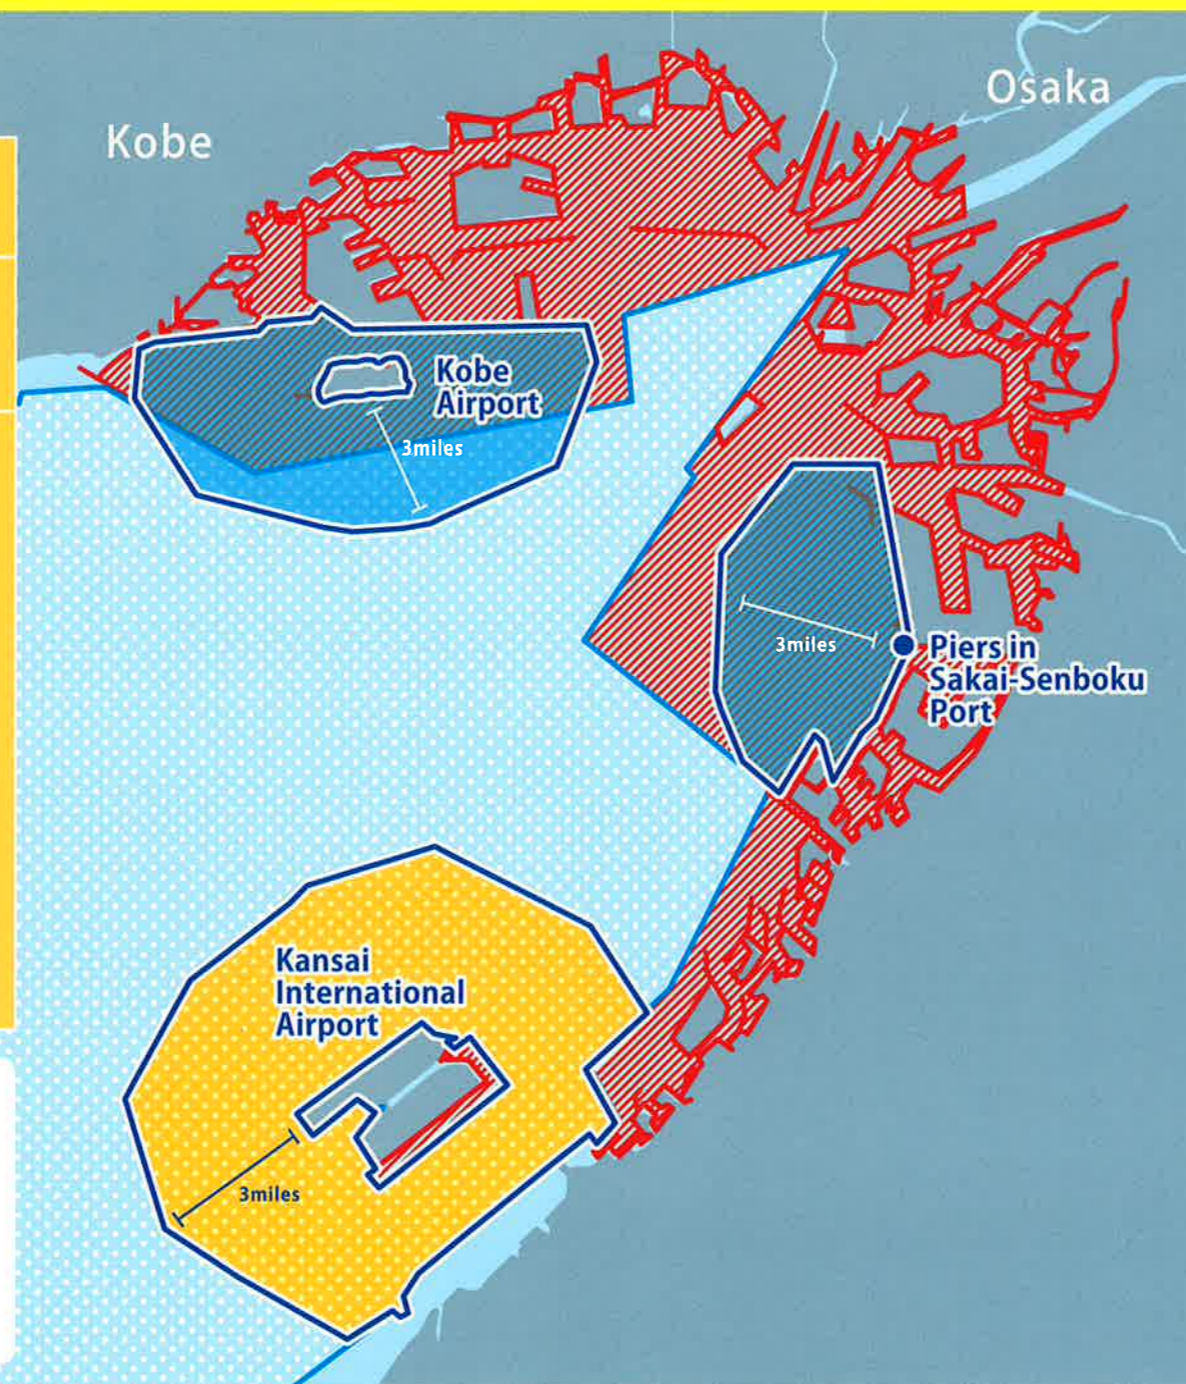 Osaka
Kobe
Kobe
Airport
3miles
3miles
Piers in
Sakai-Senboku
Port
Kansai
International
Airport
3miles